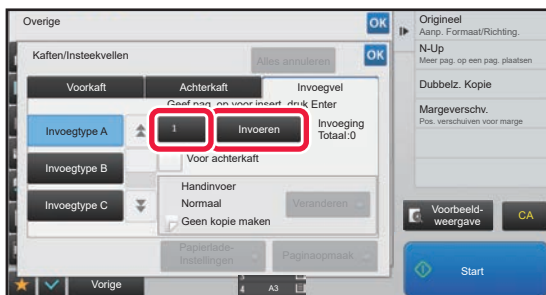 Overige
OK
Kaften/Insteekvellen
Alles annuleren
OK
Voorkaft
Achterkaft
Invoegvel
Geef pag. op voor insert, druk Enter
Invoegtype A
1
Invoeren
Invoeging
Totaal:0
Voor achterkaft
Invoegtype B
Invoegtype C
Handinvoer
Normaal
Geen kopie maken
Veranderen
Papierlade-
Instellingen
Paginaopmaak
Vorige
4 A3
Origineel
Aanp. Formaat/Richting.
N-Up
Meer pag. op een pag. plaatsen
Dubbelz. Kopie
Margeverschv.
Pos. verschuiven voor marge
Voorbeeld-
weergave
CA
Start